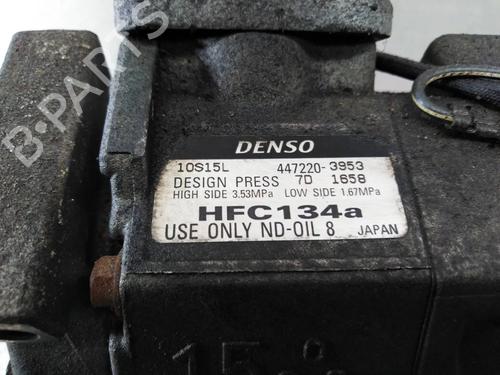 B-PARTS
DENSO
10S15L 447220-3953
DESIGN PRESS 7D 1658
HIGH SIDE 3.53MPa LOW SIDE 1.67MPa
HFC134a
USE ONLY ND-OIL 8 JAPAN